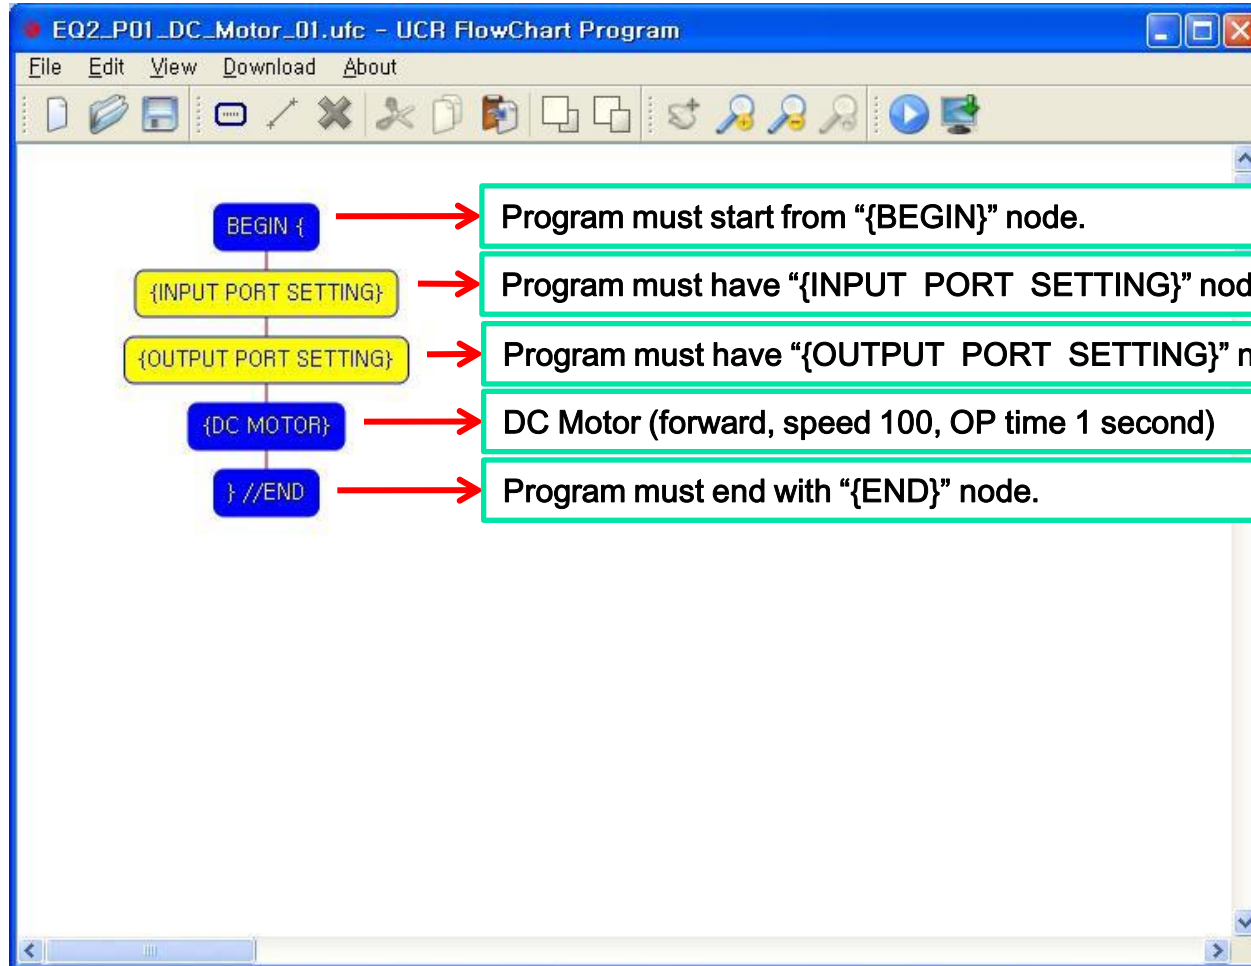 EQ2_P01_DC_Motor_01.ufc - UCR FlowChart Program
File Edit View Download About
BEGIN {
Program must start from “{BEGIN}” node.
{INPUT PORT SETTING}
Program must have “{INPUT PORT SETTING}” nod
{OUTPUT PORT SETTING}
Program must have “{OUTPUT PORT SETTING}” n
{DC MOTOR}
DC Motor (forward, speed 100, OP time 1 second)
} //END
Program must end with “{END}” node.